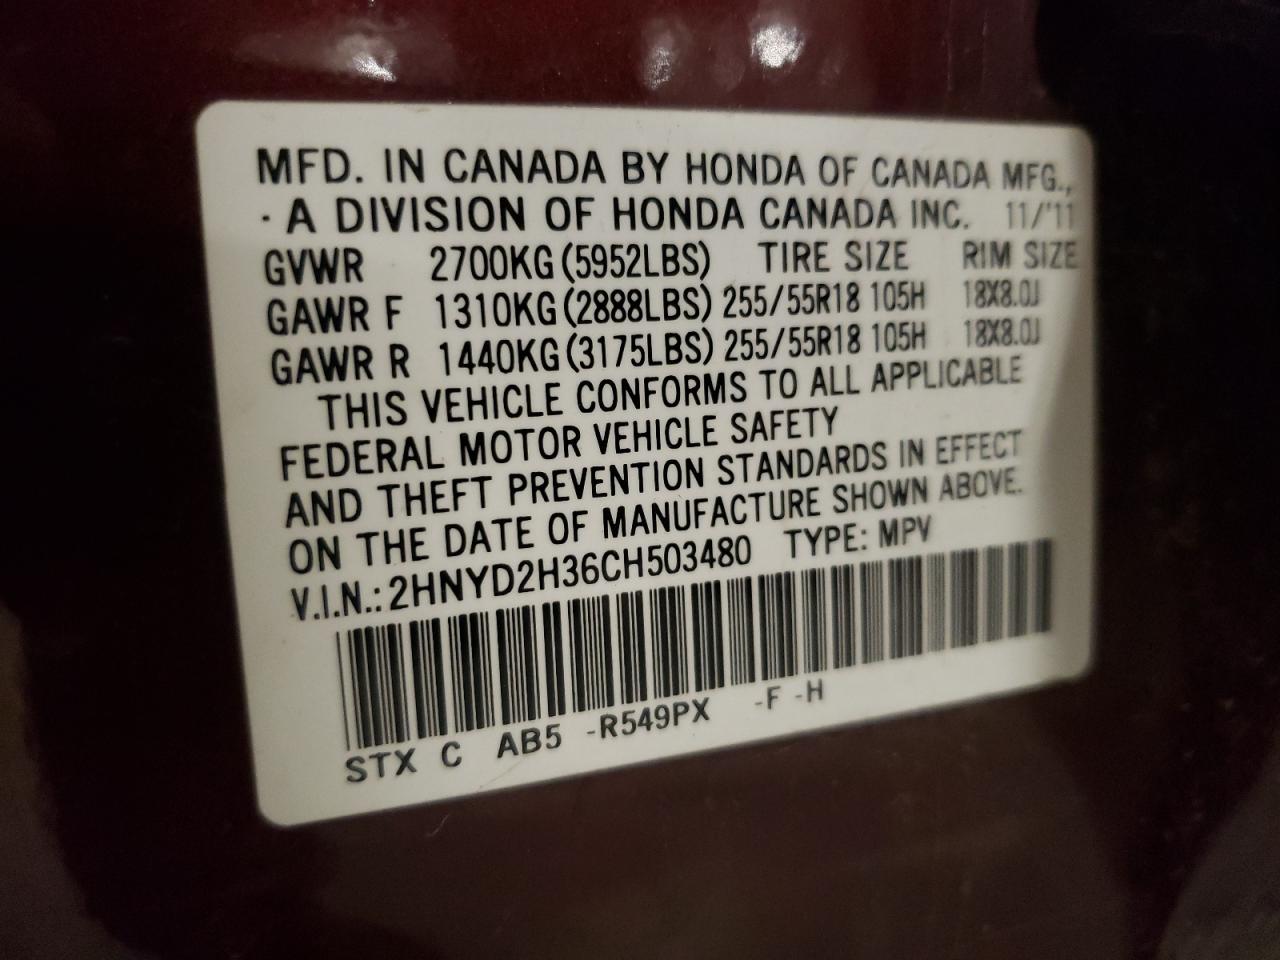 MFD. IN CANADA BY HONDA OF CANADA MFG.,
· A DIVISION OF HONDA CANADA INC. 11/'11
GVWR 2700KG (5952LBS) TIRE SIZE RIM SIZE
GAWR F 1310KG (2888LBS) 255/55R18 105H 18X8.0J
GAWR R 1440KG (3175LBS) 255/55R18 105H 18X8.0J
THIS VEHICLE CONFORMS TO ALL APPLICABLE
FEDERAL MOTOR VEHICLE SAFETY
AND THEFT PREVENTION STANDARDS IN EFFECT
ON THE DATE OF MANUFACTURE SHOWN ABOVE.
V.I.N.: 2HNYD2H36CH503480 TYPE: MPV
STX C AB5 -R549PX -F -H